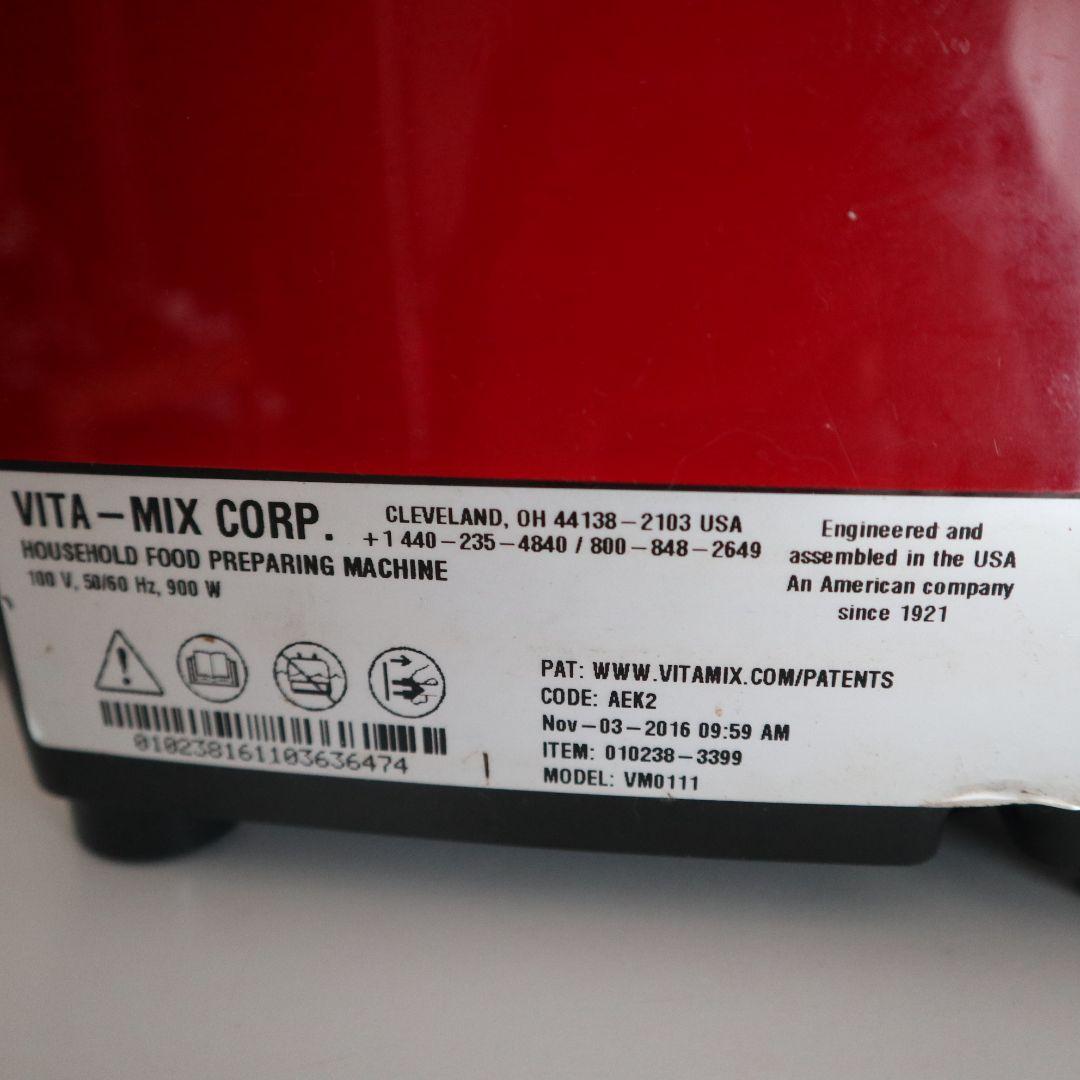 VITA-MIX CORP.
HOUSEHOLD FOOD PREPARING MACHINE
100 V, 50/60 Hz, 900 W
CLEVELAND, OH 44138-2103 USA
+1 440-235-4840 / 800-848-2649
Engineered and
assembled in the USA
An American company
since 1921
PAT: WWW.VITAMIX.COM/PATENTS
CODE: AEK2
Nov-03-2016 09:59 AM
ITEM: 010238-3399
MODEL: VM0111
010238161103636474